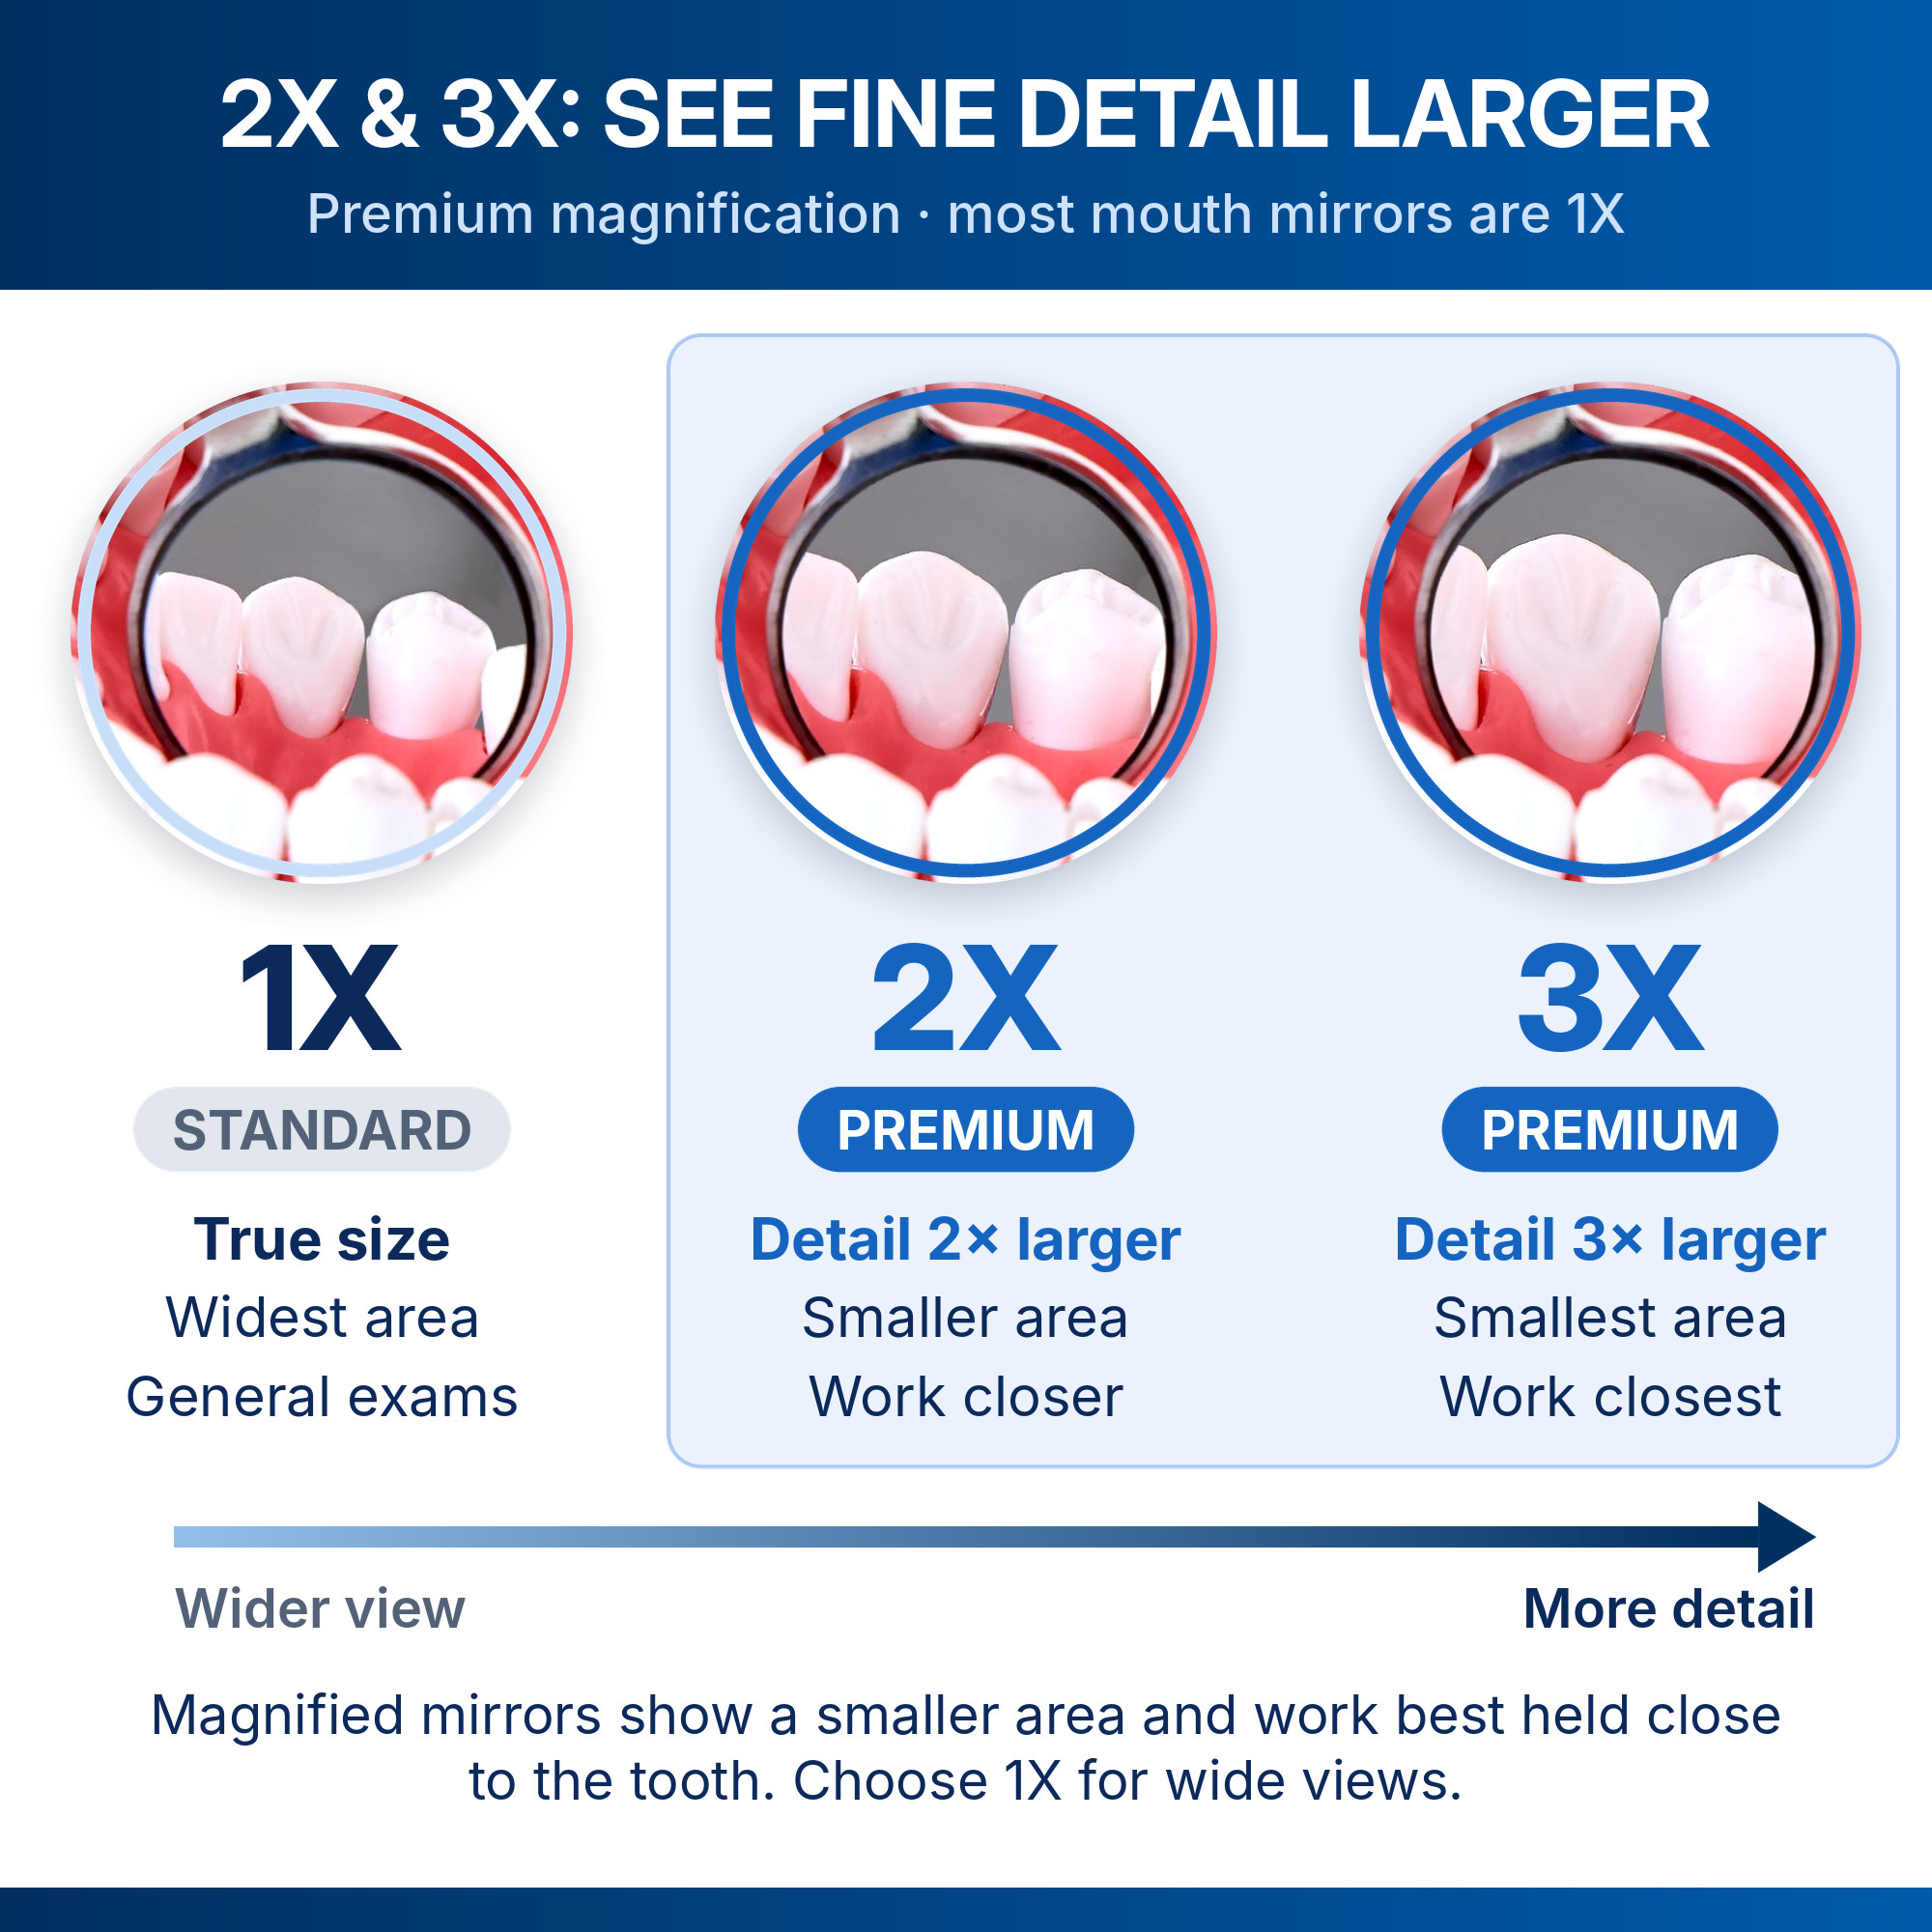 2X & 3X: SEE FINE DETAIL LARGER
Premium magnification · most mouth mirrors are 1X
1X
STANDARD
True size
Widest area
General exams
2X
PREMIUM
Detail 2× larger
Smaller area
Work closer
3X
PREMIUM
Detail 3× larger
Smallest area
Work closest
Wider view
More detail
Magnified mirrors show a smaller area and work best held close
to the tooth. Choose 1X for wide views.